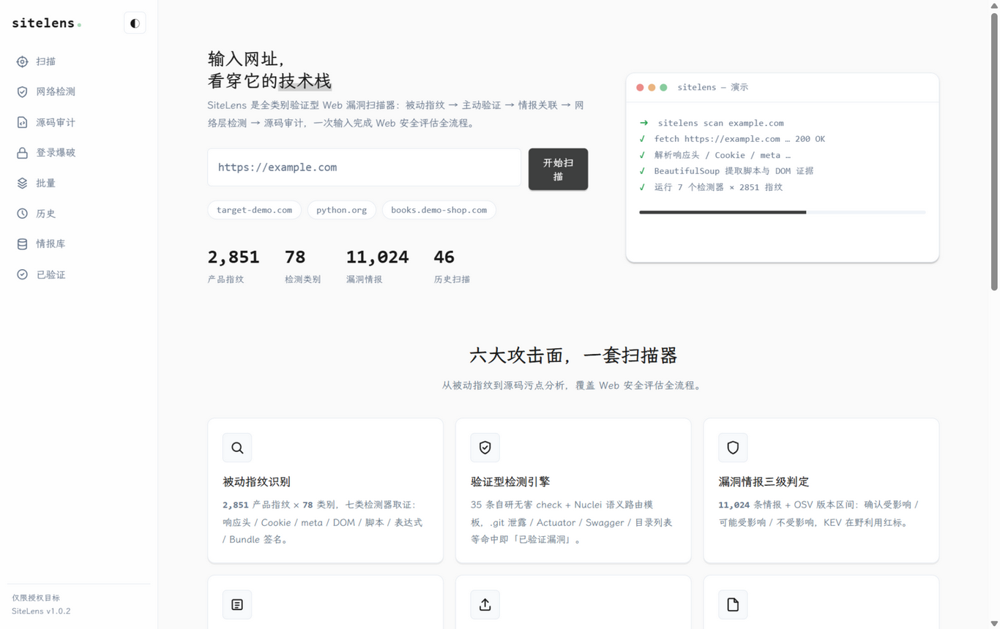 sitelens.
扫描
网络检测
源码审计
登录爆破
批量
历史
情报库
已验证
仅限授权目标
SiteLens v1.0.2
输入网址，
看穿它的技术栈
SiteLens 是全类别验证型 Web 漏洞扫描器：被动指纹 → 主动验证 → 情报关联 → 网
络层检测 → 源码审计，一次输入完成 Web 安全评估全流程。
https://example.com
开始扫
描
target-demo.com
python.org
books.demo-shop.com
2,851
产品指纹
78
检测类别
11,024
漏洞情报
46
历史扫描
sitelens — 演示
→ sitelens scan example.com
✓ fetch https://example.com … 200 OK
✓ 解析响应头 / Cookie / meta …
✓ BeautifulSoup 提取脚本与 DOM 证据
✓ 运行 7 个检测器 × 2851 指纹
六大攻击面，一套扫描器
从被动指纹到源码污点分析，覆盖 Web 安全评估全流程。
被动指纹识别
2,851 产品指纹 × 78 类别，七类检测器取证：
响应头 / Cookie / meta / DOM / 脚本 / 表达式
/ Bundle 签名。
验证型检测引擎
35 条自研无害 check + Nuclei 语义路由模
板，.git 泄露 / Actuator / Swagger / 目录列表
等命中即「已验证漏洞」。
漏洞情报三级判定
11,024 条情报 + OSV 版本区间：确认受影响 /
可能受影响 / 不受影响，KEV 在野利用红标。